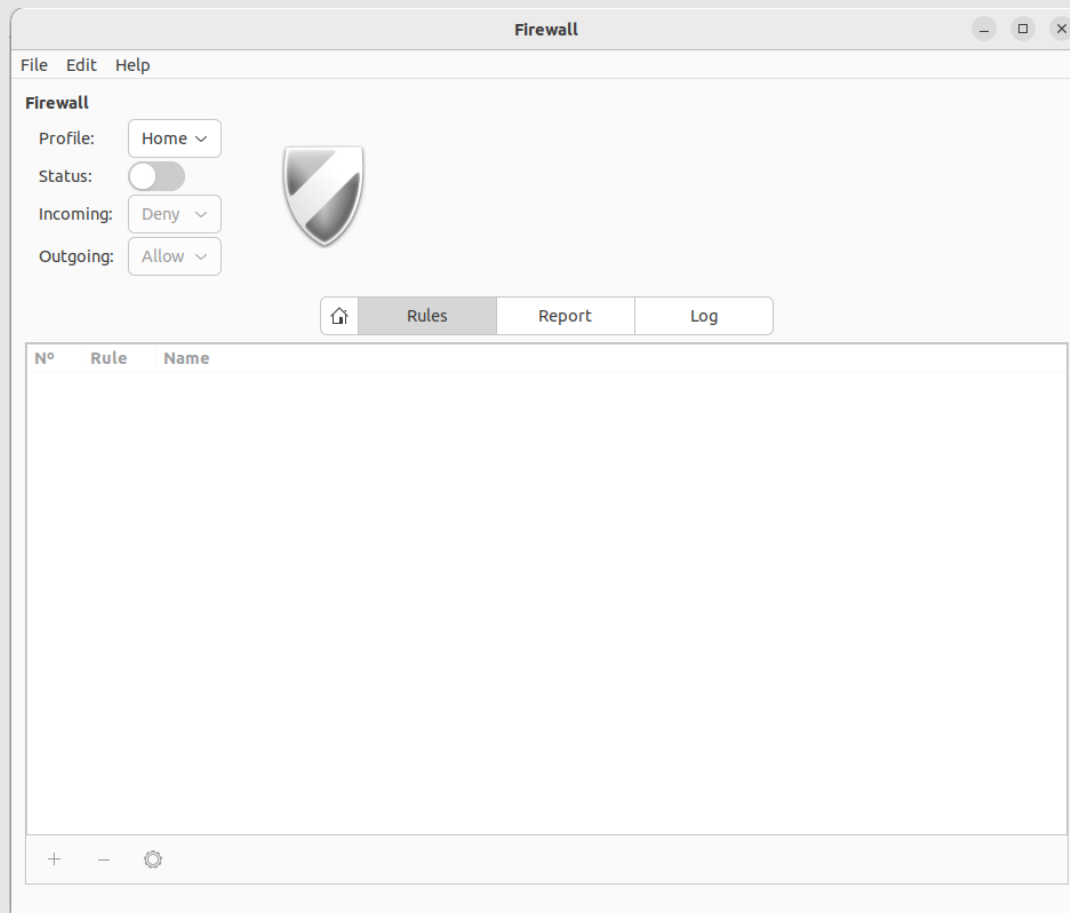 Firewall
File Edit Help
Firewall
Profile: Home
Status:
Incoming: Deny
Outgoing: Allow
Rules Report Log
Nº Rule Name